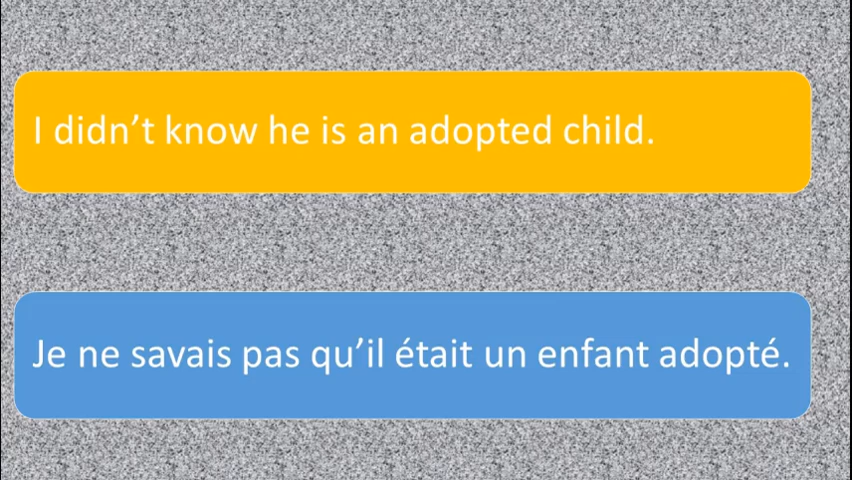 I didn’t know he is an adopted child.
Je ne savais pas qu’il était un enfant adopté.